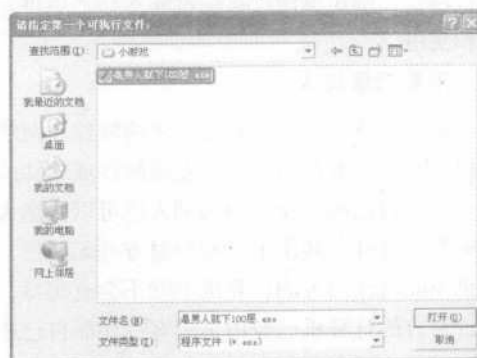 请指定第一个可执行文件:
查找范围(I): 小游戏
是男人就下100层.exe
我最近的文档
桌面
我的文档
我的电脑
网上邻居
文件名(N): 是男人就下100层.exe 打开(O)
文件类型(T): 程序文件 (*.exe) 取消